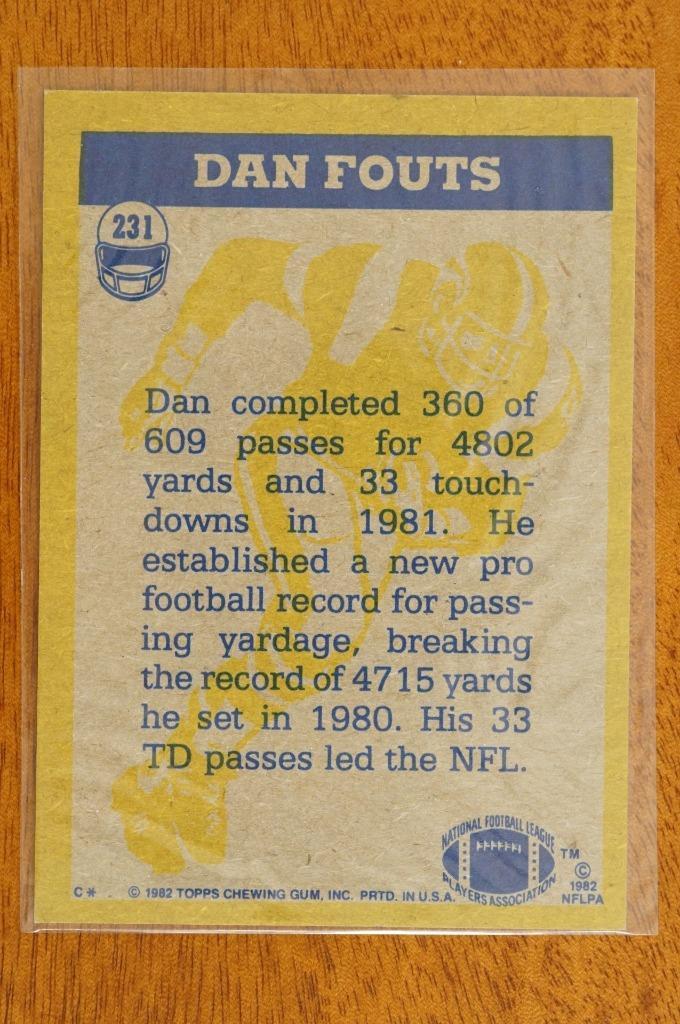 DAN FOUTS
231
Dan completed 360 of
609 passes for 4802
yards and 33 touch-
downs in 1981. He
established a new pro
football record for pass-
ing yardage, breaking
the record of 4715 yards
he set in 1980. His 33
TD passes led the NFL.
NATIONAL FOOTBALL LEAGUE
PLAYERS ASSOCIATION
TM
©
1982
NFLPA
C* © 1982 TOPPS CHEWING GUM, INC. PRTD. IN U.S.A.